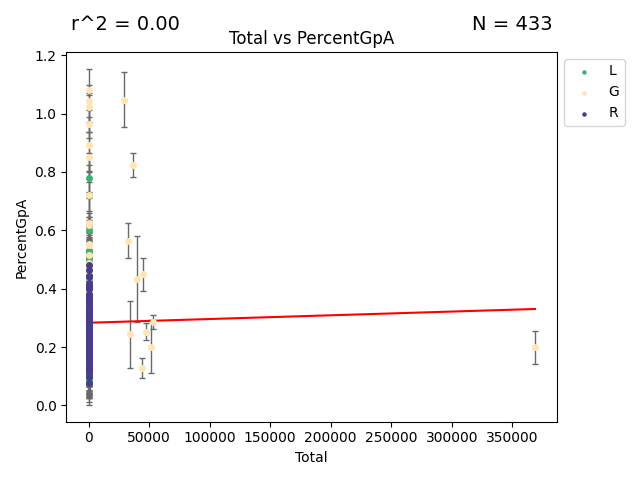 r^2 = 0.00
N = 433
Total vs PercentGpA
1.2
1.0
0.8
0.6
0.4
0.2
0.0
PercentGpA
L
G
R
0 50000 100000 150000 200000 250000 300000 350000
Total